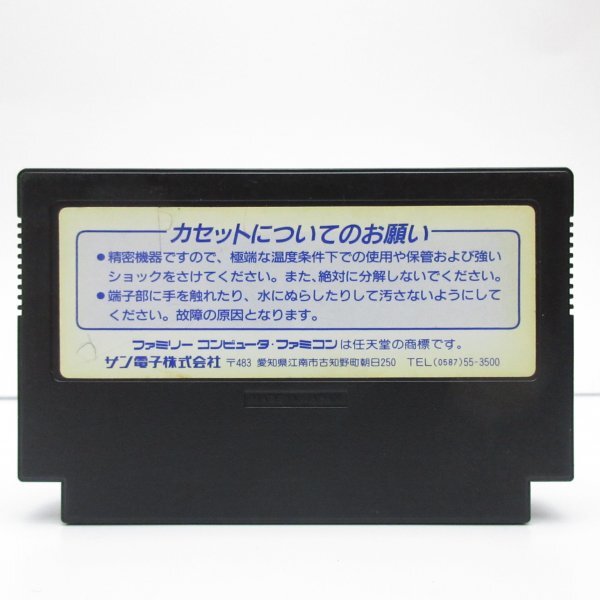 カセットについてのお願い
●精密機器ですので、極端な温度条件下での使用や保管および強い
ショックをさけてください。また、絶対に分解しないでください。
●端子部に手を触れたり、水にぬらしたりして汚さないようにして
ください。故障の原因となります。
ファミリー コンピュータ・ファミコンは任天堂の商標です。
サン電子株式会社 〒483 愛知県江南市古知野町朝日250 TEL(0587)55-3500
MADE IN JAPAN